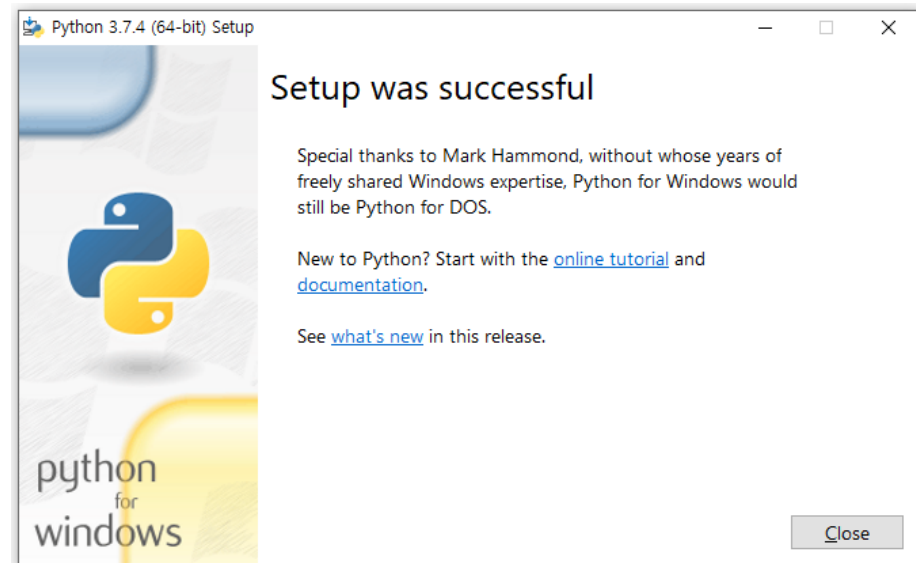 Python 3.7.4 (64-bit) Setup
Setup was successful
Special thanks to Mark Hammond, without whose years of
freely shared Windows expertise, Python for Windows would
still be Python for DOS.
New to Python? Start with the online tutorial and
documentation.
See what's new in this release.
python
for
windows
Close